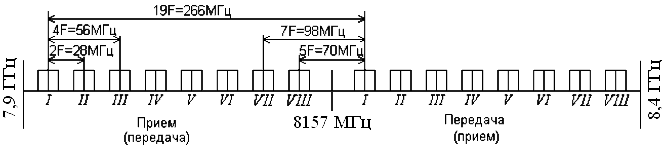 19F=266МГц
4F=56МГц
7F=98МГц
2F=28МГц
5F=70МГц
7,9 ГГц
8,4 ГГц
I II III IV V VI VII VIII I II III IV V VI VII VIII
Прием
(передача)
8157 МГц
Передача
(прием)